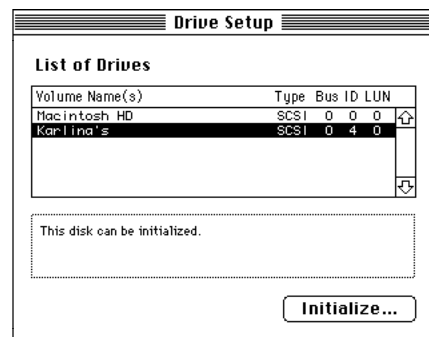 Drive Setup
List of Drives
Volume Name(s) Type Bus ID LUN
Macintosh HD SCSI 0 0 0
Karlina's SCSI 0 4 0
This disk can be initialized.
Initialize...